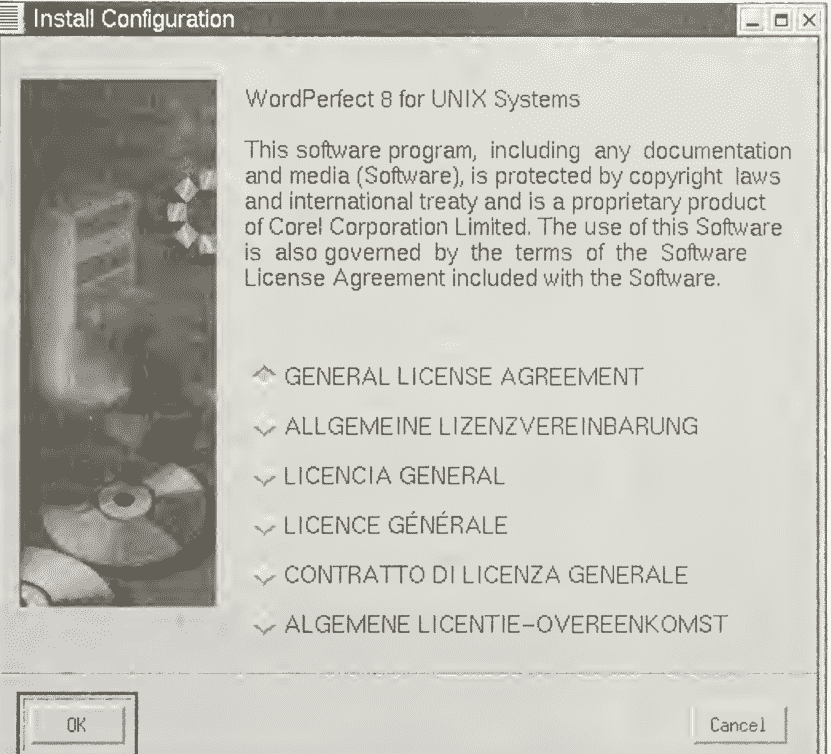 Install Configuration
WordPerfect 8 for UNIX Systems
This software program, including any documentation
and media (Software), is protected by copyright laws
and international treaty and is a proprietary product
of Corel Corporation Limited. The use of this Software
is also governed by the terms of the Software
License Agreement included with the Software.
GENERAL LICENSE AGREEMENT
ALLGEMEINE LIZENZVEREINBARUNG
LICENCIA GENERAL
LICENCE GÉNÉRALE
CONTRATTO DI LICENZA GENERALE
ALGEMENE LICENTIE-OVEREENKOMST
OK
Cancel